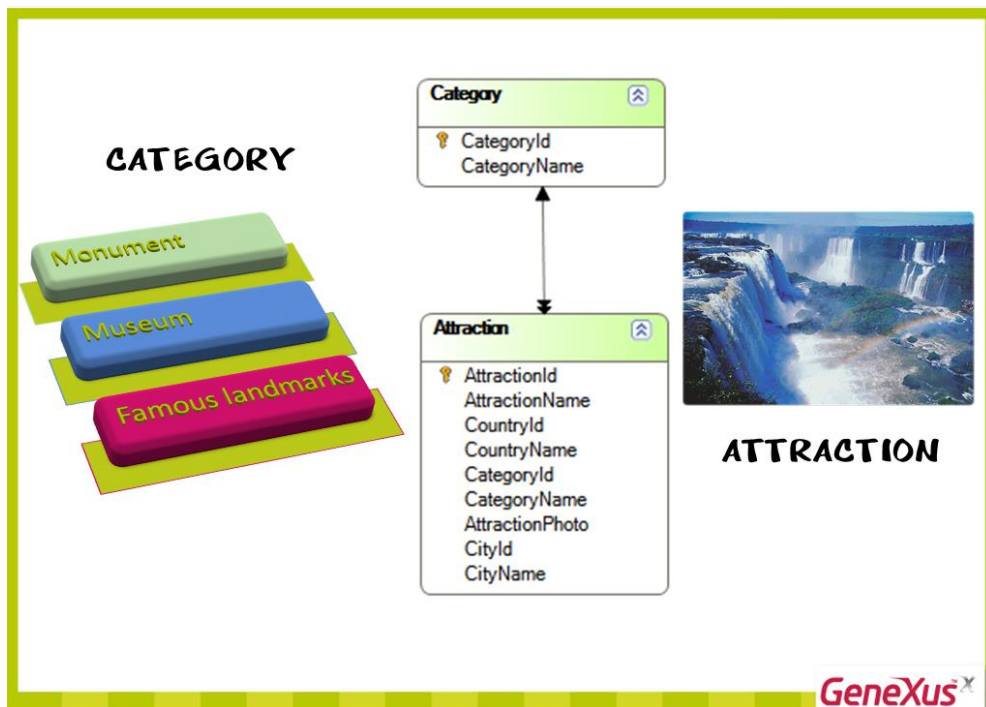 CATEGORY
Monument
Museum
Famous landmarks
Category
CategoryId
CategoryName
Attraction
AttractionId
AttractionName
CountryId
CountryName
CategoryId
CategoryName
AttractionPhoto
CityId
CityName
ATTRACTION
GeneXus™ X